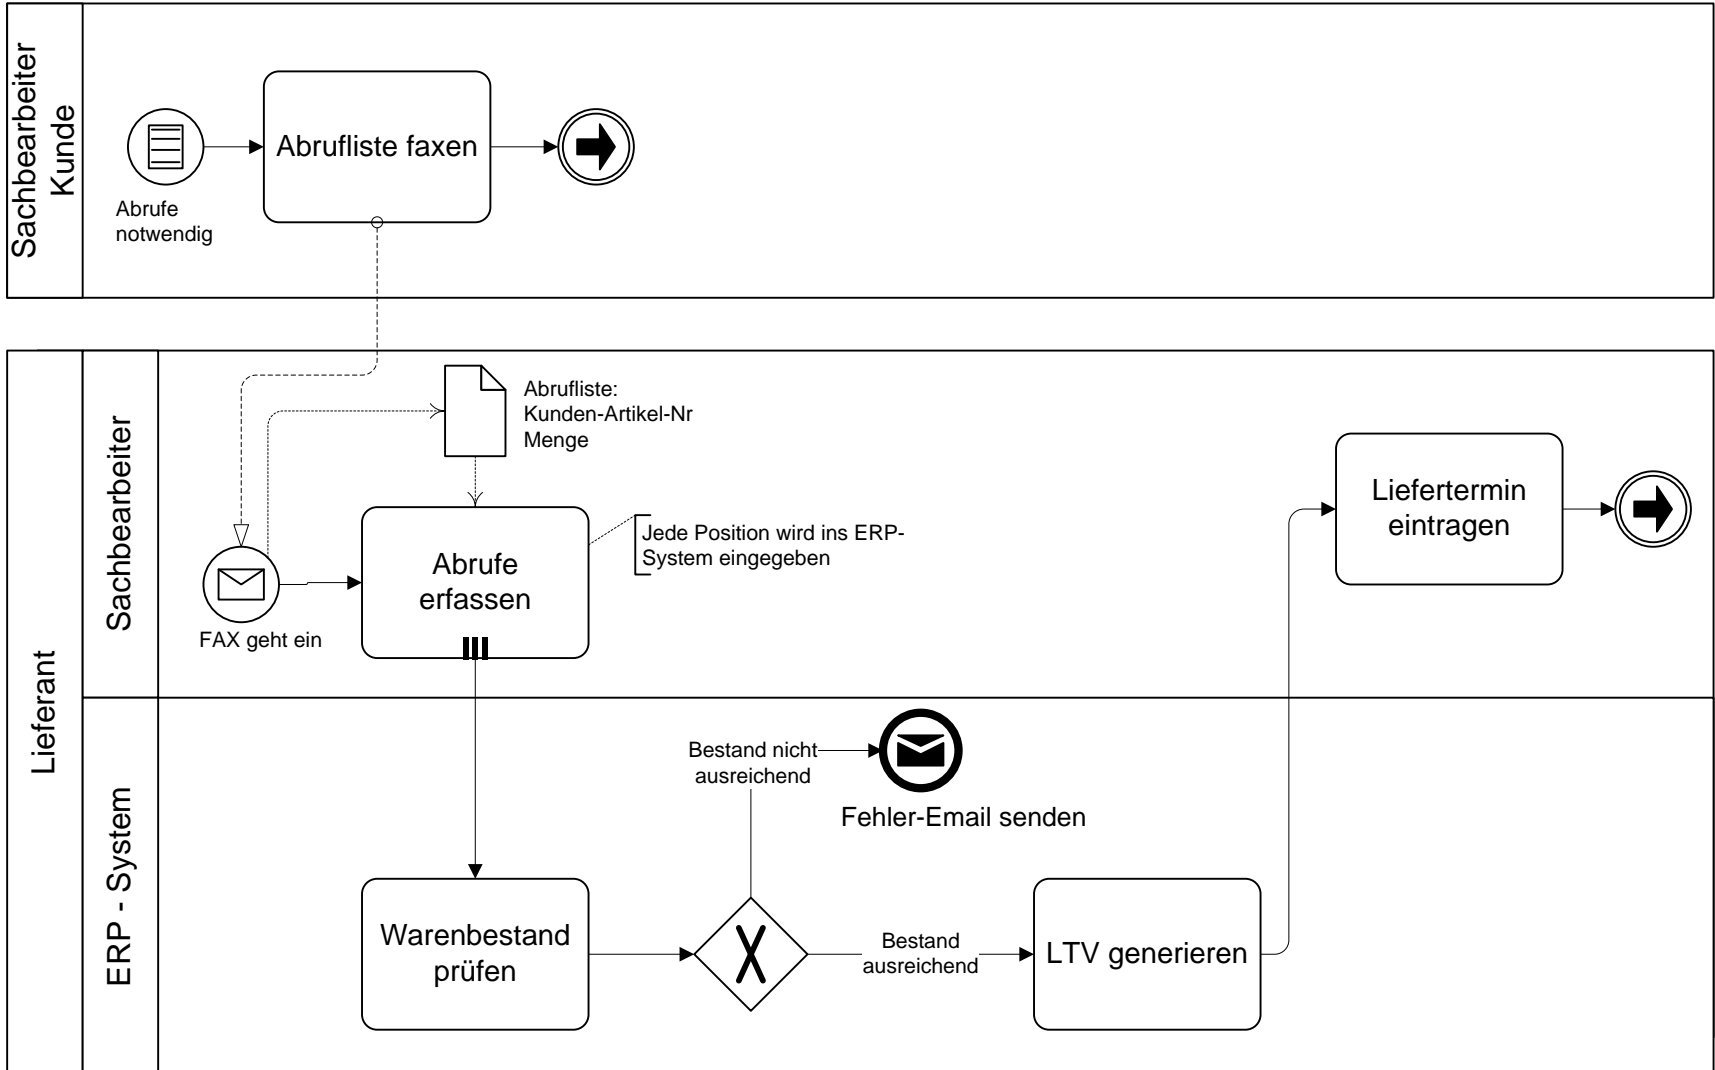 Sachbearbeiter
Kunde
Abrufliste faxen
Abrufe
notwendig
Lieferant
Sachbearbeiter
Abrufliste:
Kunden-Artikel-Nr
Menge
FAX geht ein
Abrufe
erfassen
Jede Position wird ins ERP-
System eingegeben
Liefertermin
eintragen
ERP - System
Bestand nicht
ausreichend
Fehler-Email senden
Warenbestand
prüfen
X
Bestand
ausreichend
LTV generieren